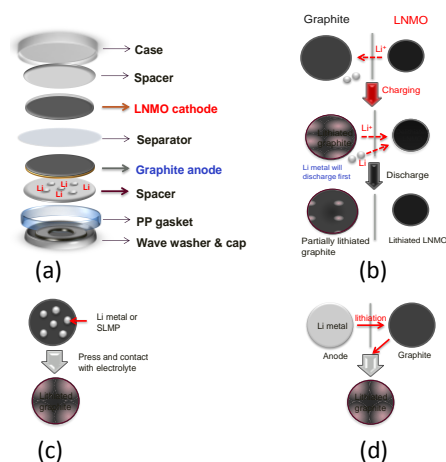 Case
Spacer
LNMO cathode
Separator
Graphite anode
Li Li Li Li Li
Spacer
PP gasket
Wave washer & cap
(a)
Graphite
LNMO
Li+
Charging
Lithiated
graphite
Li+
Li
Li metal will
discharge first
Discharge
Partially lithiated
graphite
Lithiated LNMO
(b)
Li metal or
SLMP
Press and contact
with electrolyte
Lithiated
graphite
(c)
Li metal
lithiation
Anode
Graphite
Lithiated
graphite
(d)